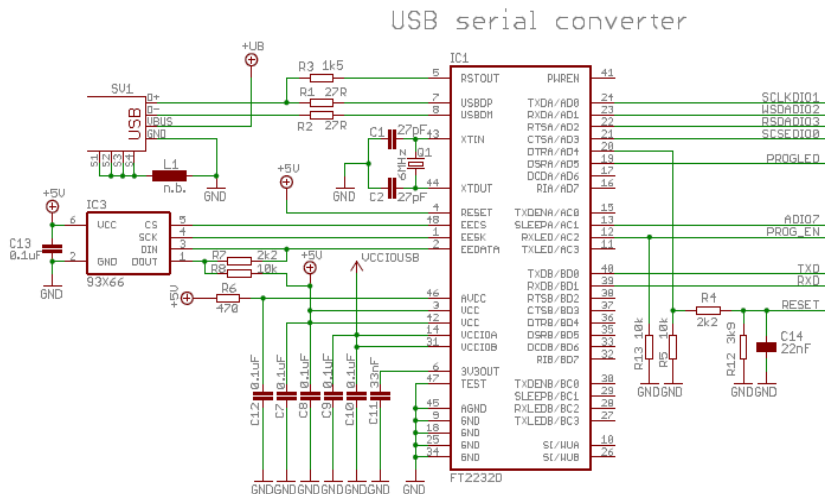 USB serial converter
+UB
SV1
D+
D-
VBUS
GND
USB
S1
S2
S3
S4
L1
n.b.
GND
R3 1k5
R1 27R
R2 27R
C1 27pF
6MHz Q1
C2 27pF
GND
+5V
+5V
IC3
6 VCC CS 5
SCK 4
DIN 3
2 GND DOUT 1
93X66
C13
0.1uF
GND
R7 2k2
R8 10k
+5V
VCCIOUSB
+5V R6
470
C12 0.1uF
C7 0.1uF
C8 0.1uF
C9 0.1uF
C10 0.1uF
C11 33nF
GND GND GND GND GND GND GND
IC1
5 RSTOUT PWREN 41
7 USBDP TXDA/AD0 24 SCLKDIO1
8 USBDM RXDA/AD1 23 WSDADIO2
RTSA/AD2 22 RSDADIO3
43 XTIN CTSA/AD3 21 SCSEDIO0
DTRA/AD4 20
DSRA/AD5 19 PROGLED
DCDA/AD6 17
44 XTOUT RIA/AD7 16
4 RESET TXDENA/AC0 15
48 EECS SLEEPA/AC1 13 ADIO7
1 EESK RXLED/AC2 12 PROG_EN
2 EEDATA TXLED/AC3 11
TXDB/BD0 40 TXD
RXDB/BD1 39 RXD
46 AVCC RTSB/BD2 38
3 VCC CTSB/BD3 37
42 VCC DTRB/BD4 36
14 VCCIOA DSRB/BD5 35
31 VCCIOB DCDB/BD6 33
RIB/BD7 32
6 3V3OUT
47 TEST TXDENB/BC0 30
SLEEPB/BC1 29
45 AGND RXLEDB/BC2 28
9 GND TXLEDB/BC3 27
18 GND
25 GND SI/WUA 10
34 GND SI/WUB 26
FT2232D
R4
2k2
RESET
R13 10k
R5 10k
R12 3k9
C14
22nF
GND GND GND GND